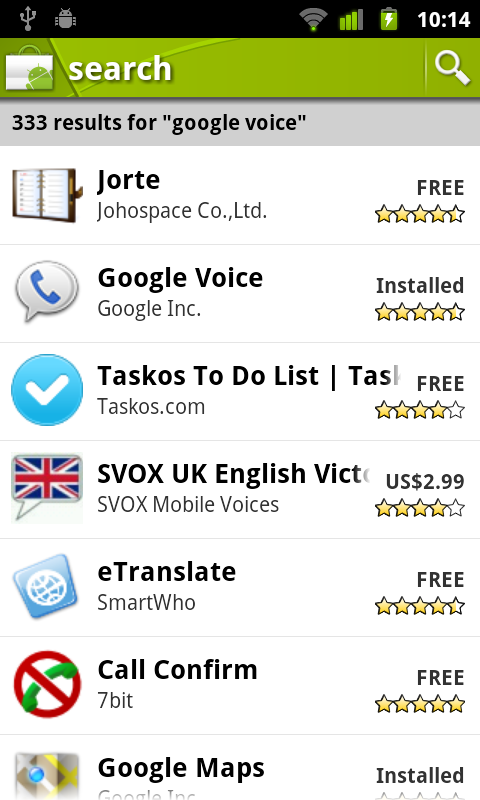 10:14
search
333 results for "google voice"
Jorte
FREE
Johospace Co.,Ltd.
Google Voice
Installed
Google Inc.
Taskos To Do List | Task
FREE
Taskos.com
SVOX UK English Victo
US$2.99
SVOX Mobile Voices
eTranslate
FREE
SmartWho
Call Confirm
FREE
7bit
Google Maps
Installed
Google Inc.